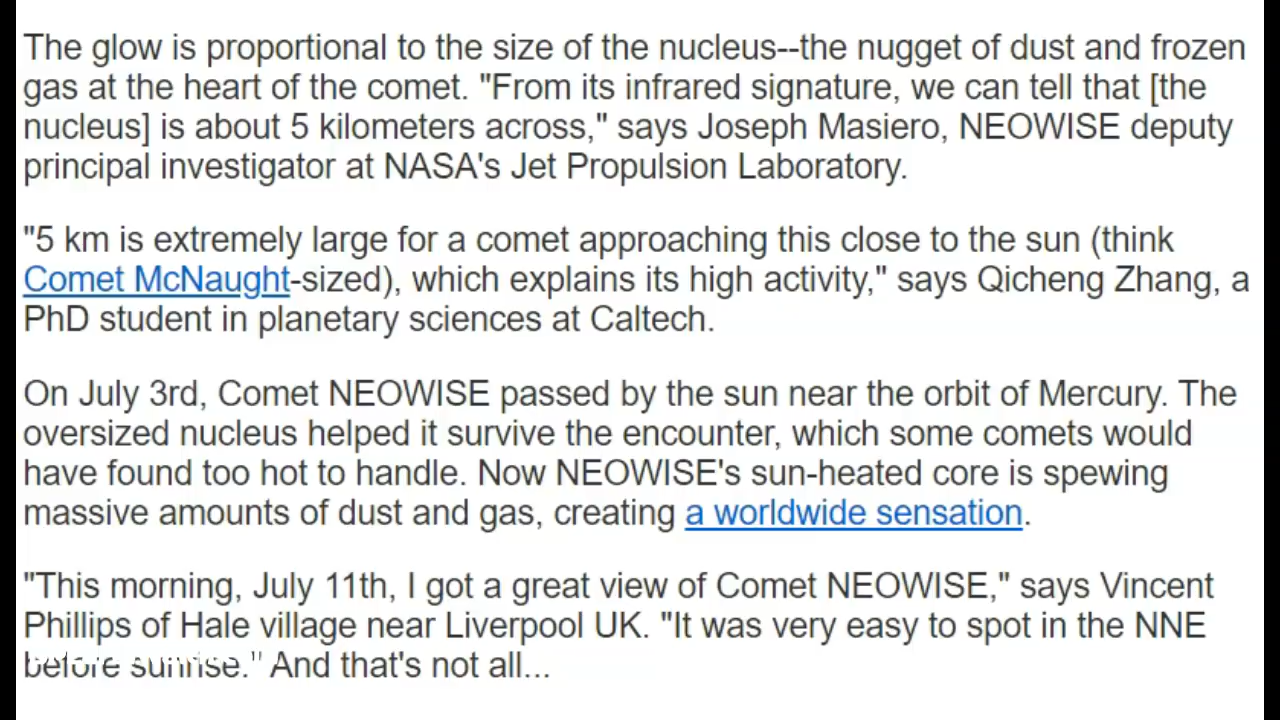 The glow is proportional to the size of the nucleus--the nugget of dust and frozen
gas at the heart of the comet. "From its infrared signature, we can tell that [the
nucleus] is about 5 kilometers across," says Joseph Masiero, NEOWISE deputy
principal investigator at NASA's Jet Propulsion Laboratory.
"5 km is extremely large for a comet approaching this close to the sun (think
Comet McNaught-sized), which explains its high activity," says Qicheng Zhang, a
PhD student in planetary sciences at Caltech.
On July 3rd, Comet NEOWISE passed by the sun near the orbit of Mercury. The
oversized nucleus helped it survive the encounter, which some comets would
have found too hot to handle. Now NEOWISE's sun-heated core is spewing
massive amounts of dust and gas, creating a worldwide sensation.
"This morning, July 11th, I got a great view of Comet NEOWISE," says Vincent
Phillips of Hale village near Liverpool UK. "It was very easy to spot in the NNE
before sunrise." And that's not all...